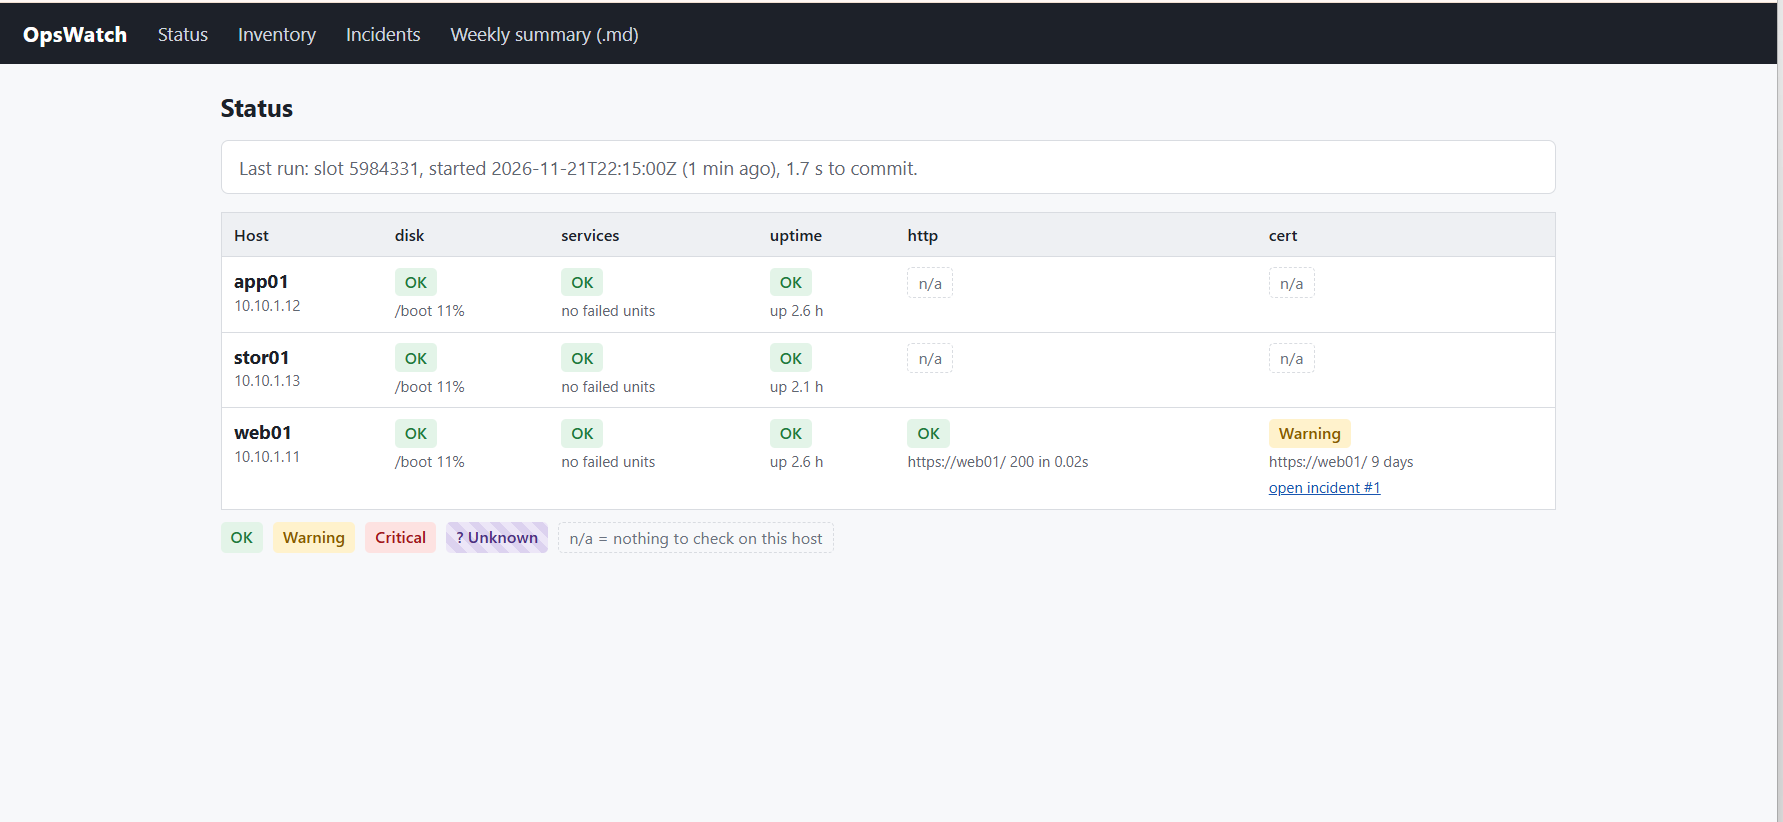 OpsWatch Status Inventory Incidents Weekly summary (.md)
Status
Last run: slot 5984331, started 2026-11-21T22:15:00Z (1 min ago), 1.7 s to commit.
Host disk services uptime http cert
app01 OK OK OK n/a n/a
10.10.1.12 /boot 11% no failed units up 2.6 h
stor01 OK OK OK n/a n/a
10.10.1.13 /boot 11% no failed units up 2.1 h
web01 OK OK OK OK Warning
10.10.1.11 /boot 11% no failed units up 2.6 h https://web01/ 200 in 0.02s https://web01/ 9 days
open incident #1
OK Warning Critical ? Unknown n/a = nothing to check on this host